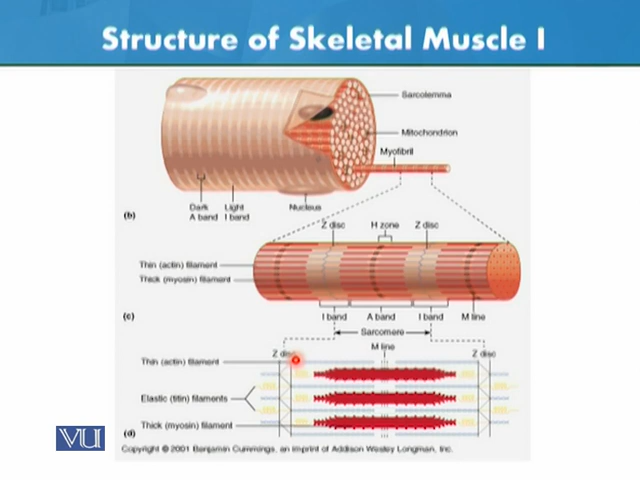 Structure of Skeletal Muscle I
Sarcolemma
Mitochondrion
Myofibril
Dark Light Nucleus
A band I band
(b)
Z disc H zone Z disc
Thin (actin) filament
Thick (myosin) filament
(c)
I band A band I band M line
Sarcomere
M line
Z disc Z disc
Thin (actin) filament
Elastic (titin) filaments
Thick (myosin) filament
(d)
VU
Copyright © 2001 Benjamin Cummings, an imprint of Addison Wesley Longman, Inc.